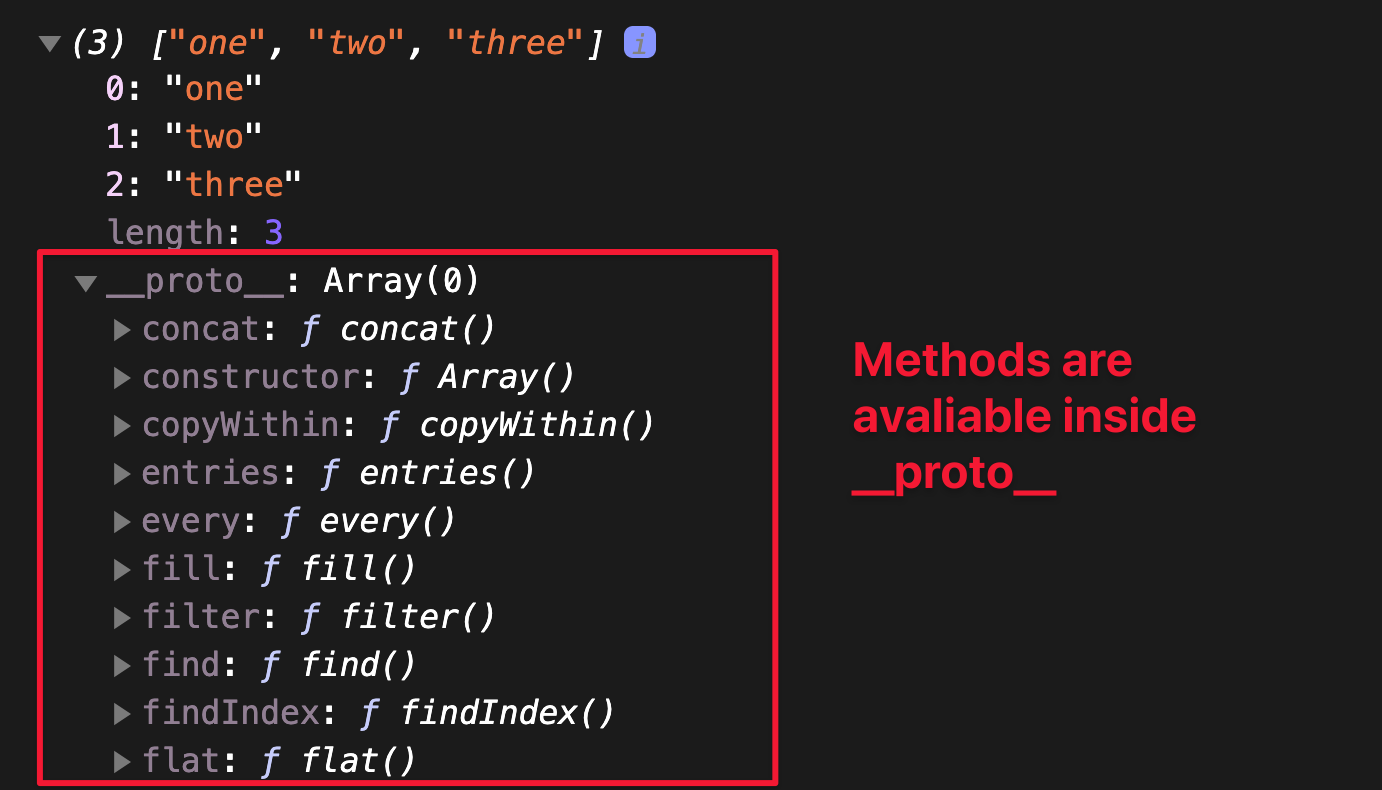 (3) ["one", "two", "three"] i
0: "one"
1: "two"
2: "three"
length: 3
__proto__: Array(0)
concat: ƒ concat()
constructor: ƒ Array()
copyWithin: ƒ copyWithin()
entries: ƒ entries()
every: ƒ every()
fill: ƒ fill()
filter: ƒ filter()
find: ƒ find()
findIndex: ƒ findIndex()
flat: ƒ flat()
Methods are
avaliable inside
__proto__